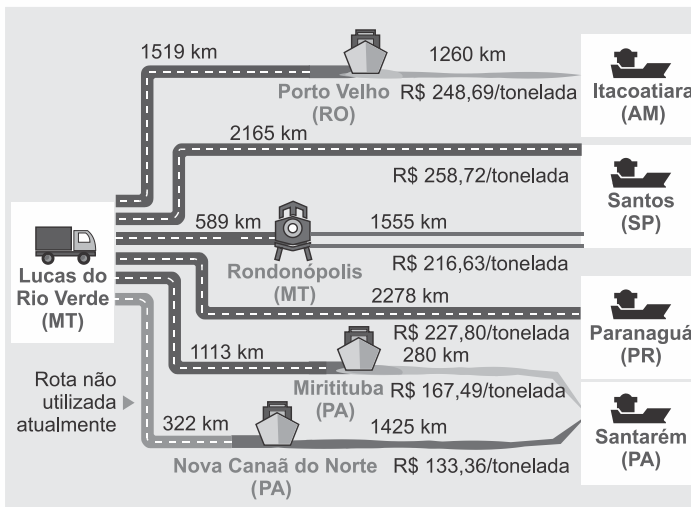 1519 km
1260 km
Porto Velho
(RO)
R$ 248,69/tonelada
Itacoatiara
(AM)
2165 km
R$ 258,72/tonelada
Santos
(SP)
589 km
1555 km
Rondonópolis
(MT)
R$ 216,63/tonelada
Lucas do
Rio Verde
(MT)
2278 km
R$ 227,80/tonelada
Paranaguá
(PR)
1113 km
280 km
Miritituba
(PA)
R$ 167,49/tonelada
Rota não
utilizada
atualmente
322 km
1425 km
Nova Canaã do Norte
(PA)
R$ 133,36/tonelada
Santarém
(PA)